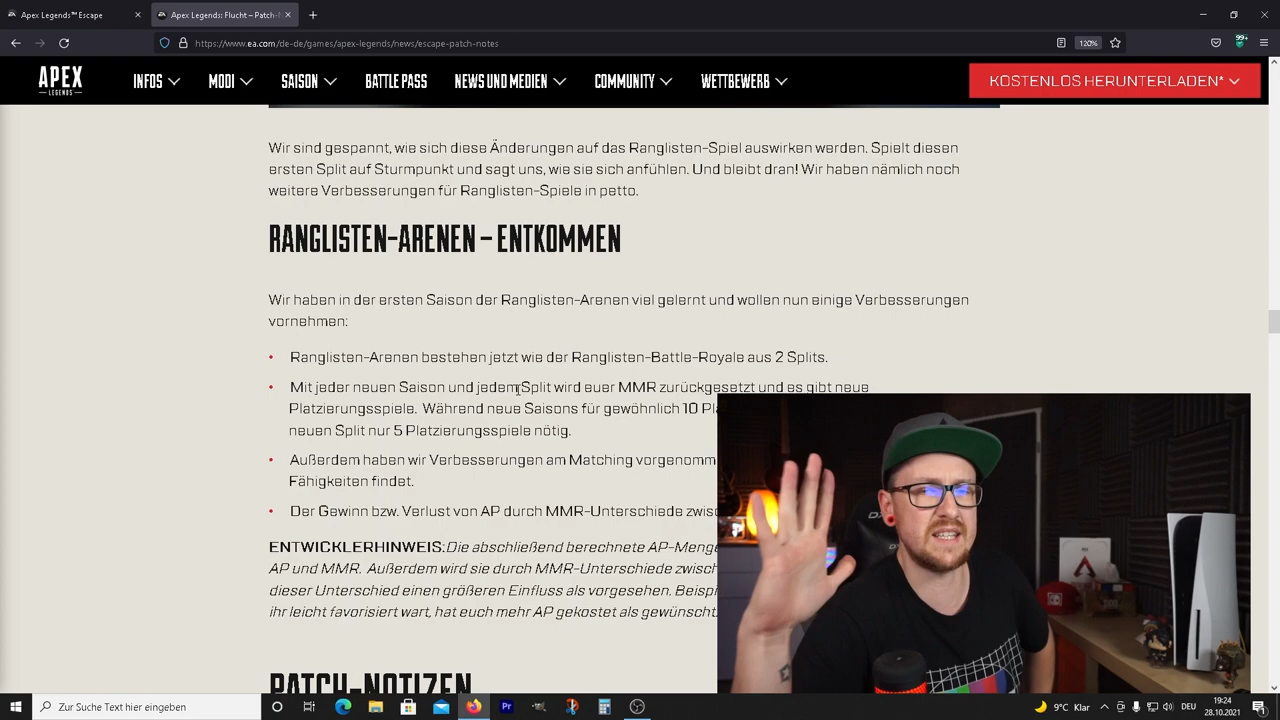 Apex Legends™ Escape
Apex Legends: Flucht – Patch-N
https://www.ea.com/de-de/games/apex-legends/news/escape-patch-notes
120%
99+
APEX
LEGENDS
INFOS
MODI
SAISON
BATTLE PASS
NEWS UND MEDIEN
COMMUNITY
WETTBEWERB
KOSTENLOS HERUNTERLADEN*
Wir sind gespannt, wie sich diese Änderungen auf das Ranglisten-Spiel auswirken werden. Spielt diesen
ersten Split auf Sturmpunkt und sagt uns, wie sie sich anfühlen. Und bleibt dran! Wir haben nämlich noch
weitere Verbesserungen für Ranglisten-Spiele in petto.
RANGLISTEN-ARENEN – ENTKOMMEN
Wir haben in der ersten Saison der Ranglisten-Arenen viel gelernt und wollen nun einige Verbesserungen
vornehmen:
• Ranglisten-Arenen bestehen jetzt wie der Ranglisten-Battle-Royale aus 2 Splits.
• Mit jeder neuen Saison und jedem Split wird euer MMR zurückgesetzt und es gibt neue
Platzierungsspiele. Während neue Saisons für gewöhnlich 10 Pla
neuen Split nur 5 Platzierungsspiele nötig.
• Außerdem haben wir Verbesserungen am Matching vorgenomm
Fähigkeiten findet.
• Der Gewinn bzw. Verlust von AP durch MMR-Unterschiede zwisc
ENTWICKLERHINWEIS: Die abschließend berechnete AP-Menge
AP und MMR. Außerdem wird sie durch MMR-Unterschiede zwisch
dieser Unterschied einen größeren Einfluss als vorgesehen. Beispi
ihr leicht favorisiert wart, hat euch mehr AP gekostet als gewünscht.
PATCH-NOTIZEN
Zur Suche Text hier eingeben
9°C Klar
DEU
19:24
28.10.2021